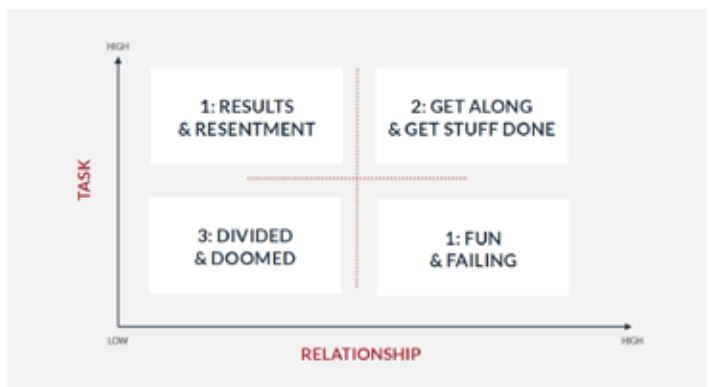 HIGH
1: RESULTS
& RESENTMENT
2: GET ALONG
& GET STUFF DONE
TASK
3: DIVIDED
& DOOMED
1: FUN
& FAILING
LOW
RELATIONSHIP
HIGH